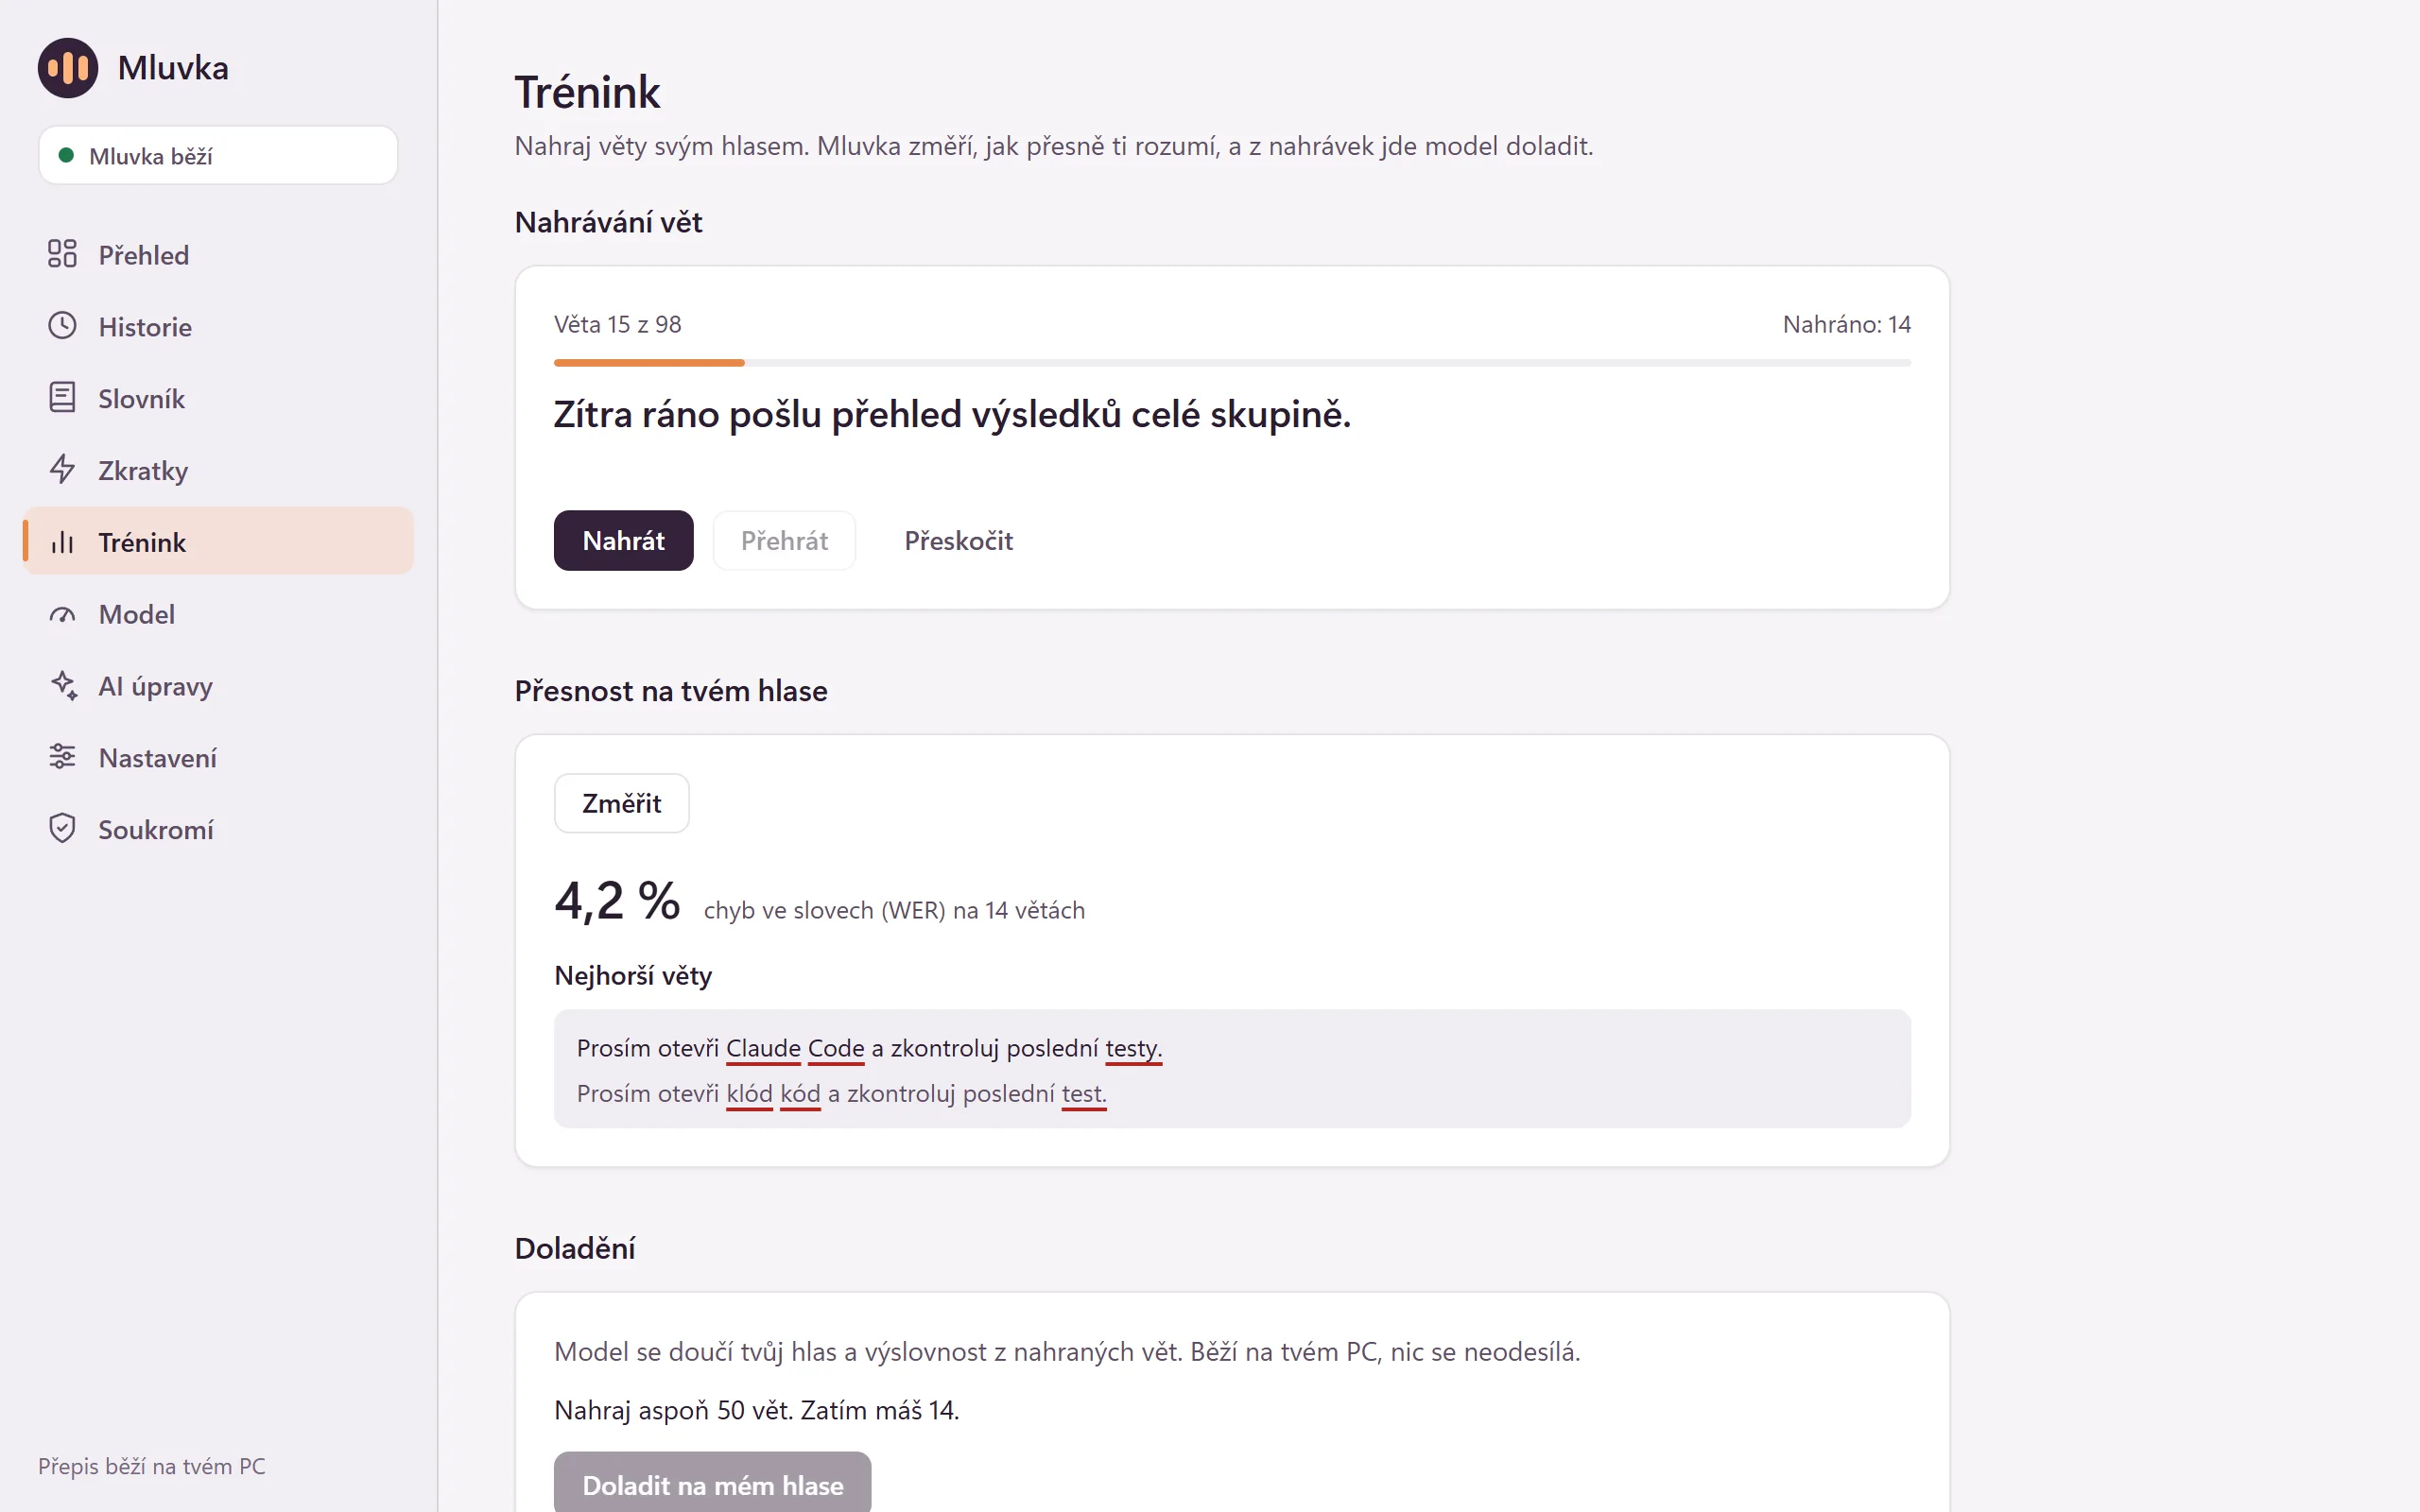 Mluvka
Mluvka běží
Přehled
Historie
Slovník
Zkratky
Trénink
Model
AI úpravy
Nastavení
Soukromí
Přepis běží na tvém PC
Trénink
Nahraj věty svým hlasem. Mluvka změří, jak přesně ti rozumí, a z nahrávek jde model doladit.
Nahrávání vět
Věta 15 z 98
Nahráno: 14
Zítra ráno pošlu přehled výsledků celé skupině.
Nahrát
Přehrát
Přeskočit
Přesnost na tvém hlase
Změřit
4,2 % chyb ve slovech (WER) na 14 větách
Nejhorší věty
Prosím otevři Claude Code a zkontroluj poslední testy.
Prosím otevři klód kód a zkontroluj poslední test.
Doladění
Model se doučí tvůj hlas a výslovnost z nahraných vět. Běží na tvém PC, nic se neodesílá.
Nahraj aspoň 50 vět. Zatím máš 14.
Doladit na mém hlase